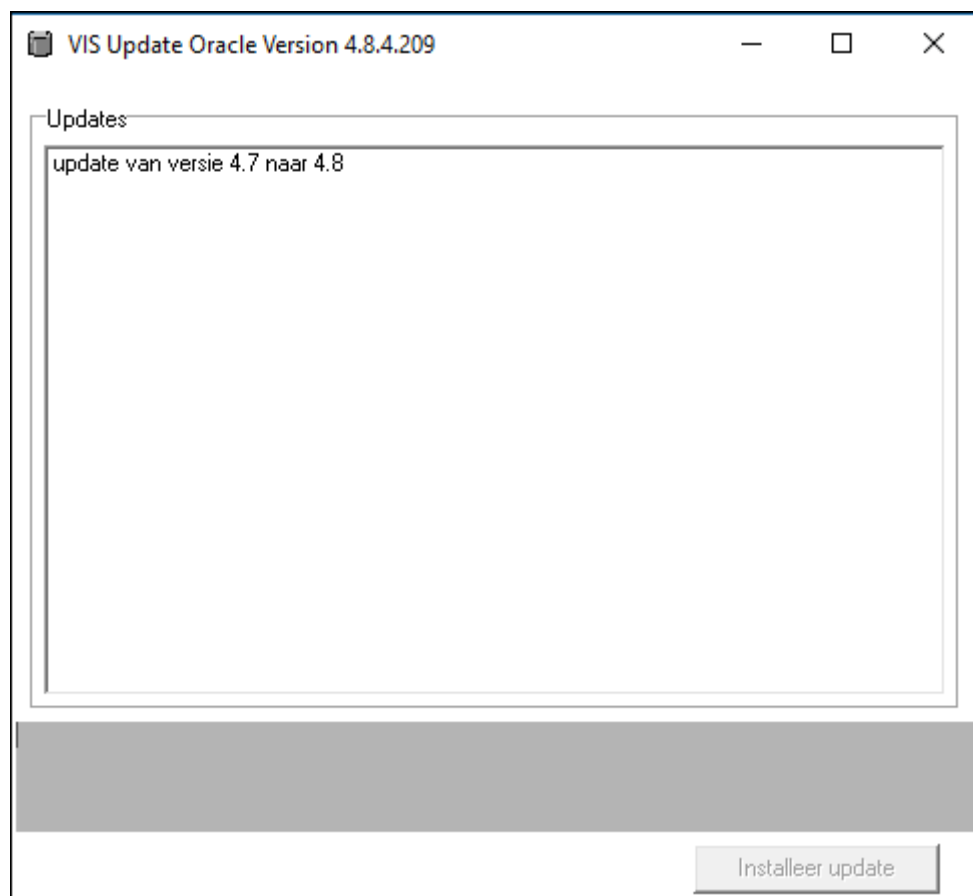 VIS Update Oracle Version 4.8.4.209
Updates
update van versie 4.7 naar 4.8
Installeer update